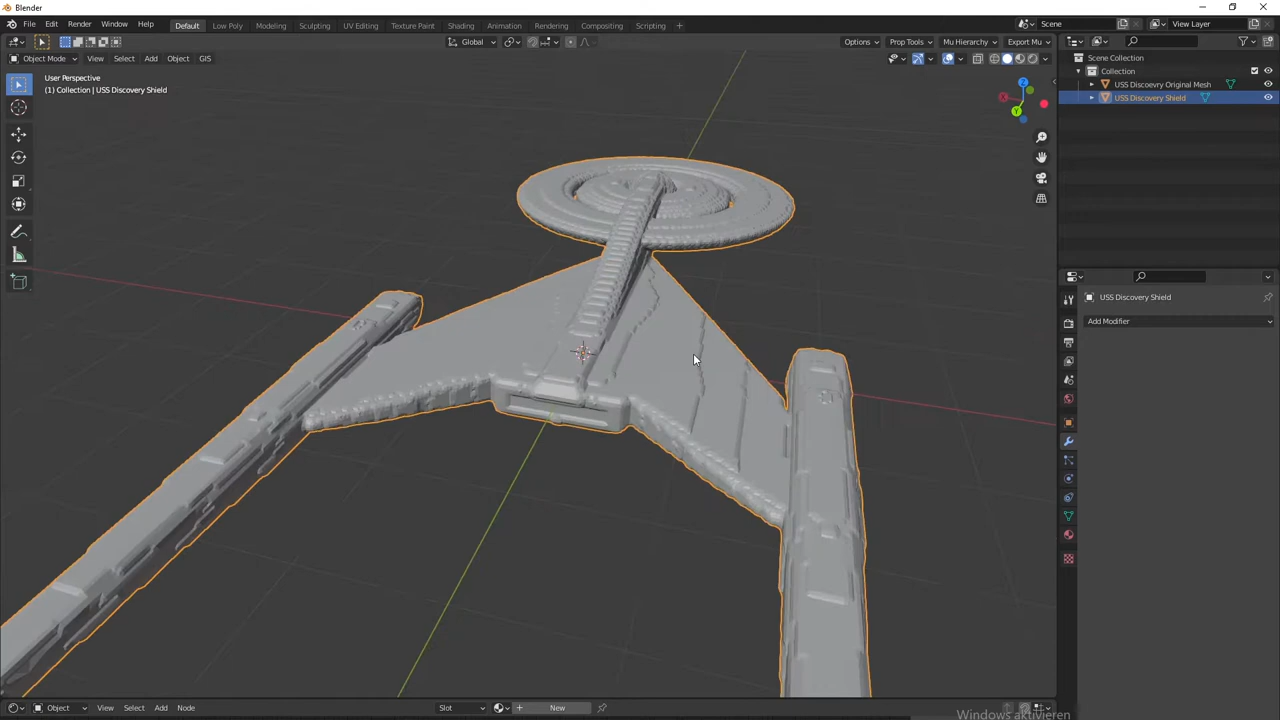 Blender
File Edit Render Window Help Default Low Poly Modeling Sculpting UV Editing Texture Paint Shading Animation Rendering Compositing Scripting + Scene View Layer
Global Options Prop Tools Mu Hierarchy Export Mu
Object Mode View Select Add Object GIS
User Perspective
(1) Collection | USS Discovery Shield
Scene Collection
Collection
USS Discoevry Original Mesh
USS Discovery Shield
Z
Y
USS Discovery Shield
Add Modifier
Object View Select Add Node Slot New
Windows aktivieren